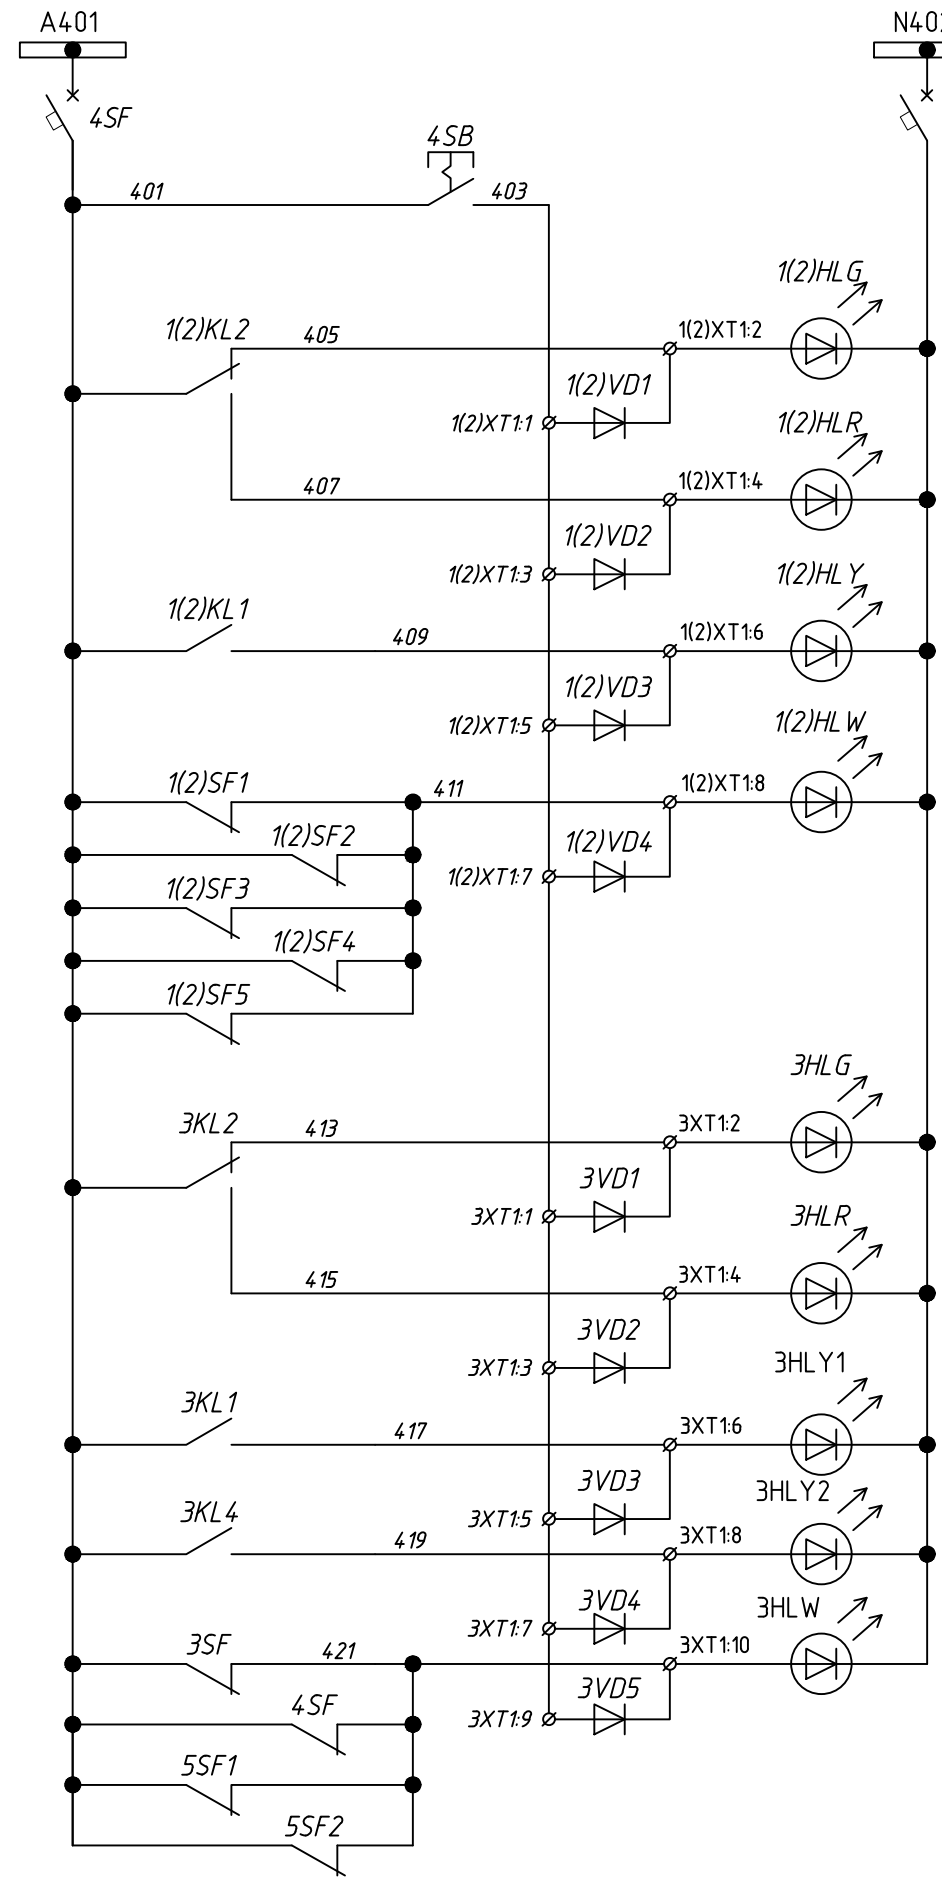 A401
N402
4SF
4SB
401
403
1(2)HLG
1(2)KL2
405
1(2)XT1:2
1(2)VD1
1(2)XT1:1
1(2)HLR
407
1(2)XT1:4
1(2)VD2
1(2)XT1:3
1(2)HLY
1(2)KL1
409
1(2)XT1:6
1(2)VD3
1(2)XT1:5
1(2)HLW
1(2)SF1
411
1(2)XT1:8
1(2)SF2
1(2)VD4
1(2)XT1:7
1(2)SF3
1(2)SF4
1(2)SF5
3HLG
3KL2
413
3XT1:2
3VD1
3XT1:1
3HLR
415
3XT1:4
3VD2
3XT1:3
3HLY1
3KL1
417
3XT1:6
3VD3
3HLY2
3KL4
3XT1:5
419
3XT1:8
3VD4
3HLW
3XT1:7
3SF
421
3XT1:10
3VD5
4SF
3XT1:9
5SF1
5SF2